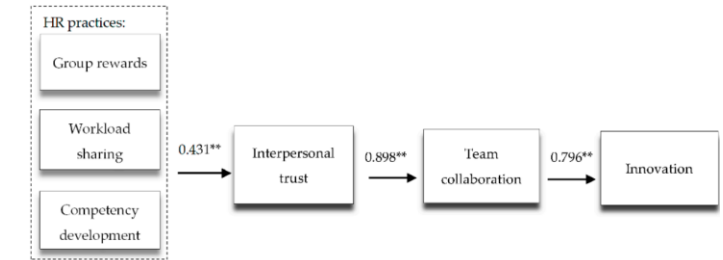 HR practices:
Group rewards
Workload
sharing
Competency
development
0.431**
Interpersonal
trust
0.898**
Team
collaboration
0.796**
Innovation